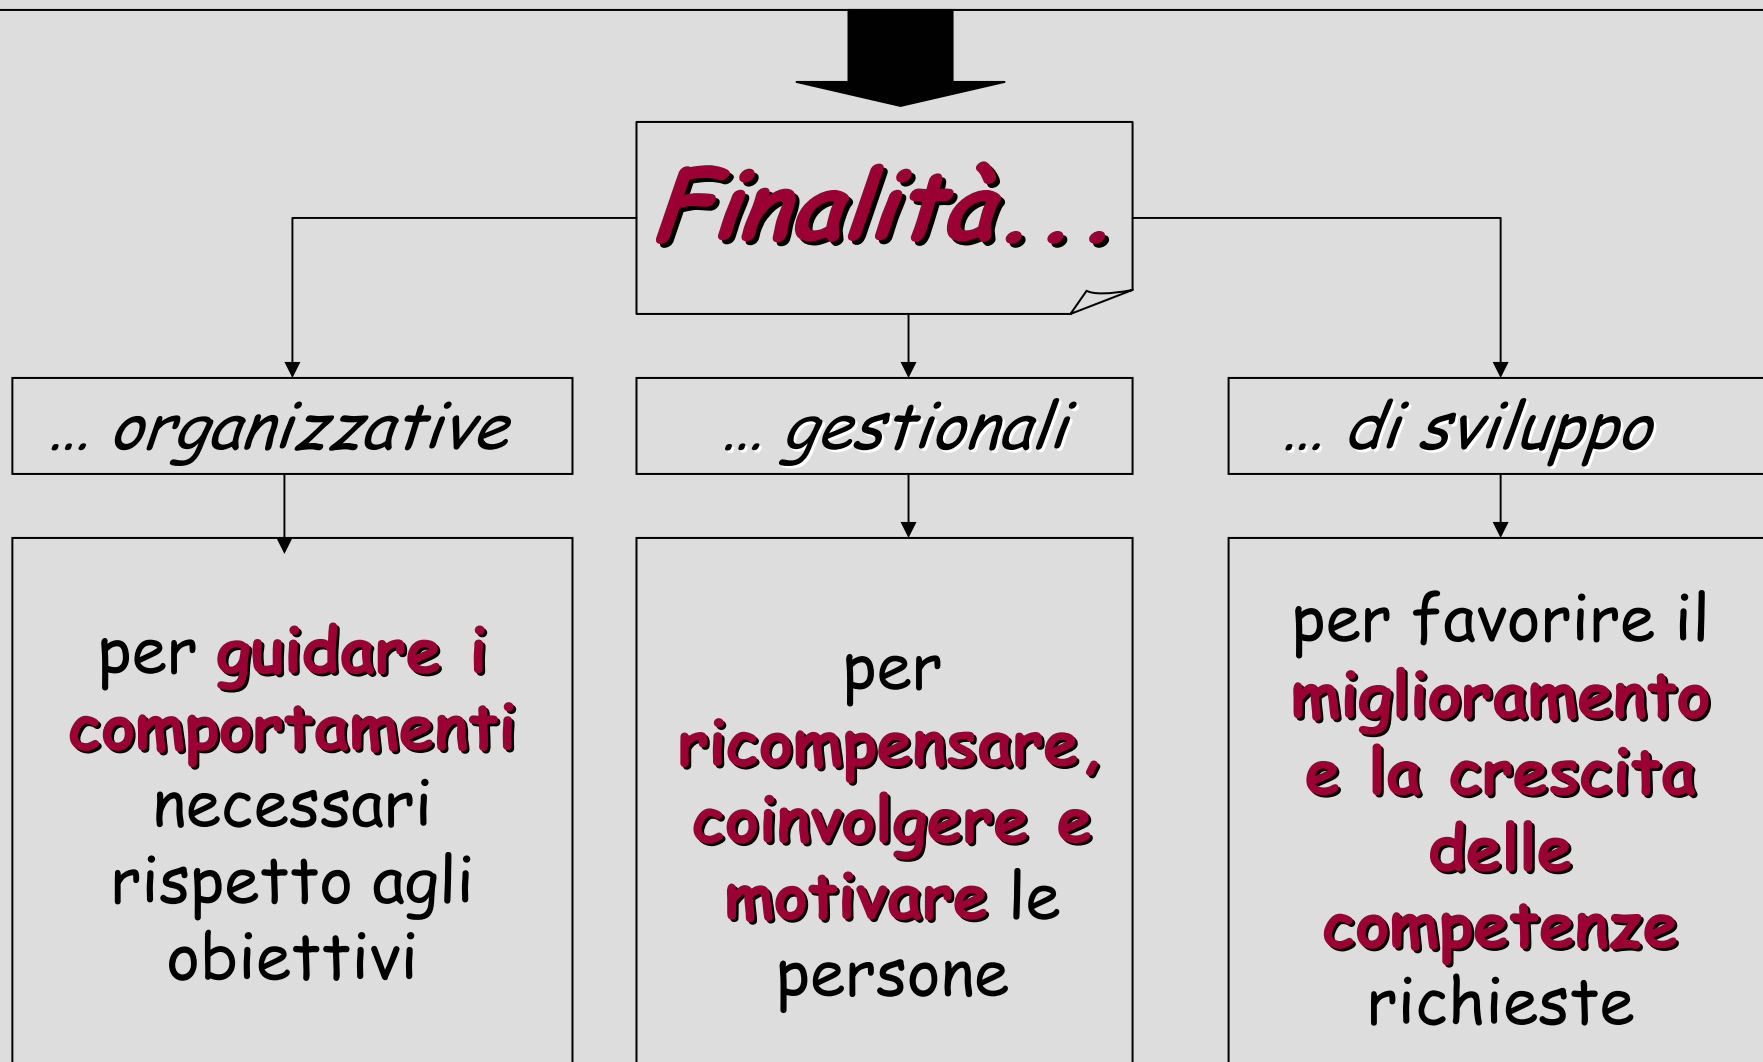 Finalità...
... organizzative
... gestionali
... di sviluppo
per guidare i
comportamenti
necessari
rispetto agli
obiettivi
per
ricompensare,
coinvolgere e
motivare le
persone
per favorire il
miglioramento
e la crescita
delle
competenze
richieste